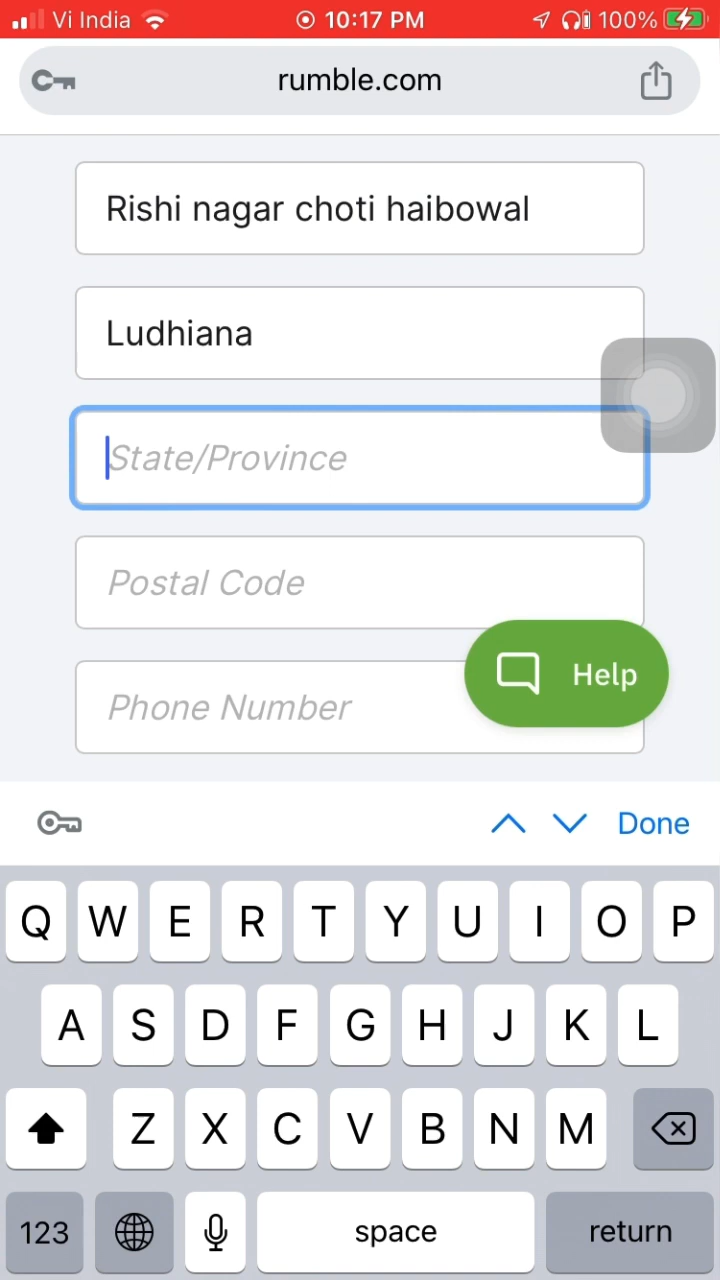 Vi India 10:17 PM 100%
rumble.com
Rishi nagar choti haibowal
Ludhiana
State/Province
Postal Code
Help
Phone Number
Done
Q W E R T Y U I O P
A S D F G H J K L
Z X C V B N M
123 space return